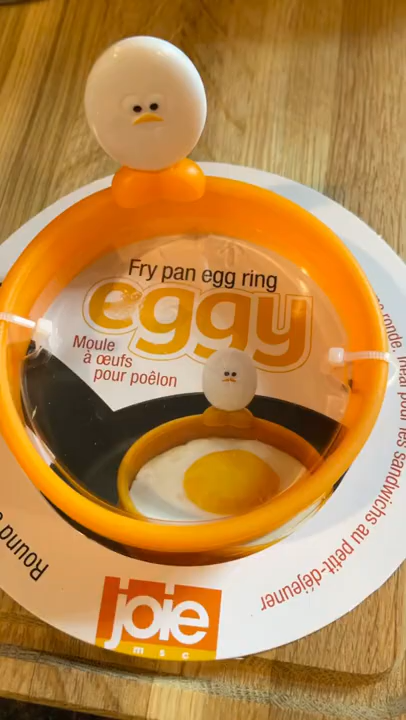 Fry pan egg ring
eggy
Moule
à œufs
pour poêlon
ronde. Idéal pour les sandwichs au petit-déjeuner
Round
joie
msc